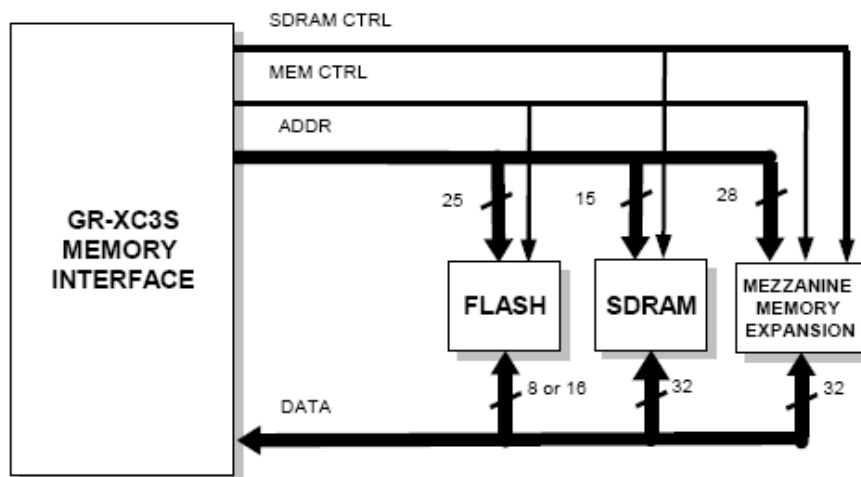 SDRAM CTRL
MEM CTRL
ADDR
25
15
28
GR-XC3S
MEMORY
INTERFACE
FLASH
SDRAM
MEZZANINE
MEMORY
EXPANSION
8 or 16
32
32
DATA